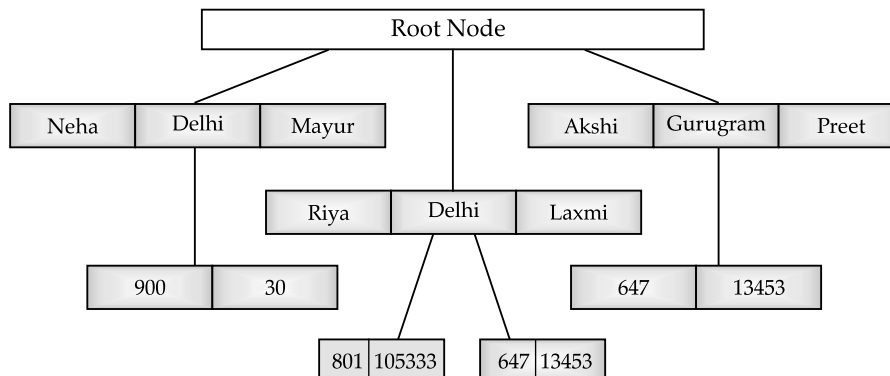 Root Node
Neha Delhi Mayur
Akshi Gurugram Preet
Riya Delhi Laxmi
900 30
647 13453
801 105333
647 13453